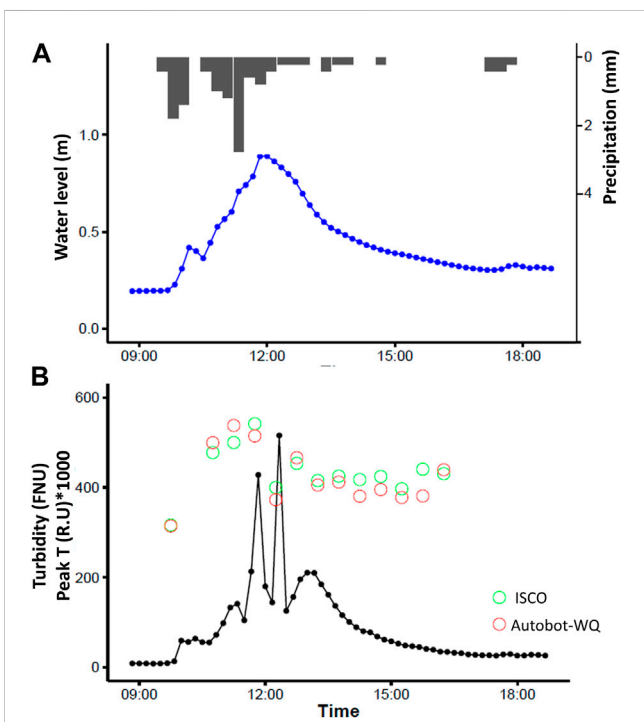 A
Water level (m)
1.0
0.5
0.0
0
-2
-4
Precipitation (mm)
09:00 12:00 15:00 18:00
B
Turbidity (FNU)
Peak T (R.U)*1000
600
400
200
0
ISCO
Autobot-WQ
09:00 12:00 15:00 18:00
Time